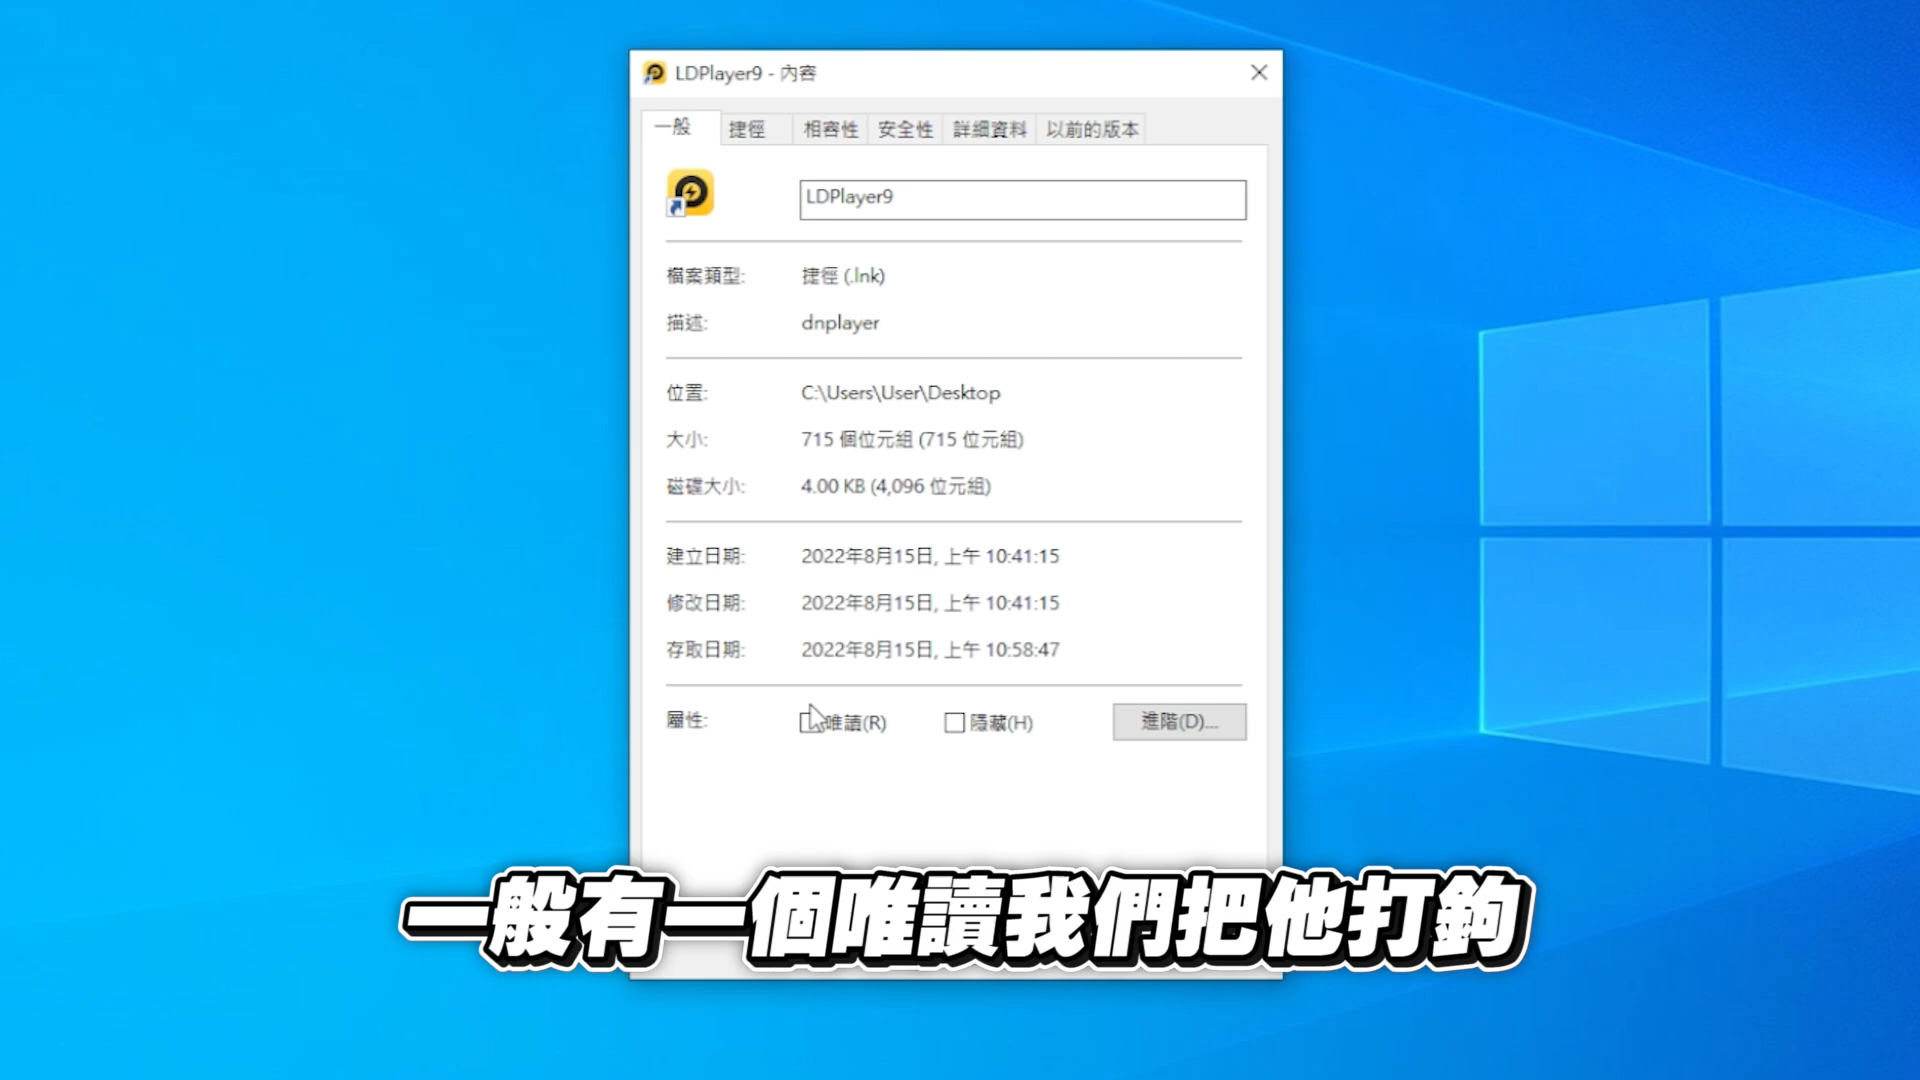 LDPlayer9 - 內容
一般 捷徑 相容性 安全性 詳細資料 以前的版本
LDPlayer9
檔案類型: 捷徑 (.lnk)
描述: dnplayer
位置: C:\Users\User\Desktop
大小: 715 個位元組 (715 位元組)
磁碟大小: 4.00 KB (4,096 位元組)
建立日期: 2022年8月15日, 上午 10:41:15
修改日期: 2022年8月15日, 上午 10:41:15
存取日期: 2022年8月15日, 上午 10:58:47
屬性: 唯讀(R) 隱藏(H) 進階(D)...
一般有一個唯讀我們把他打鉤